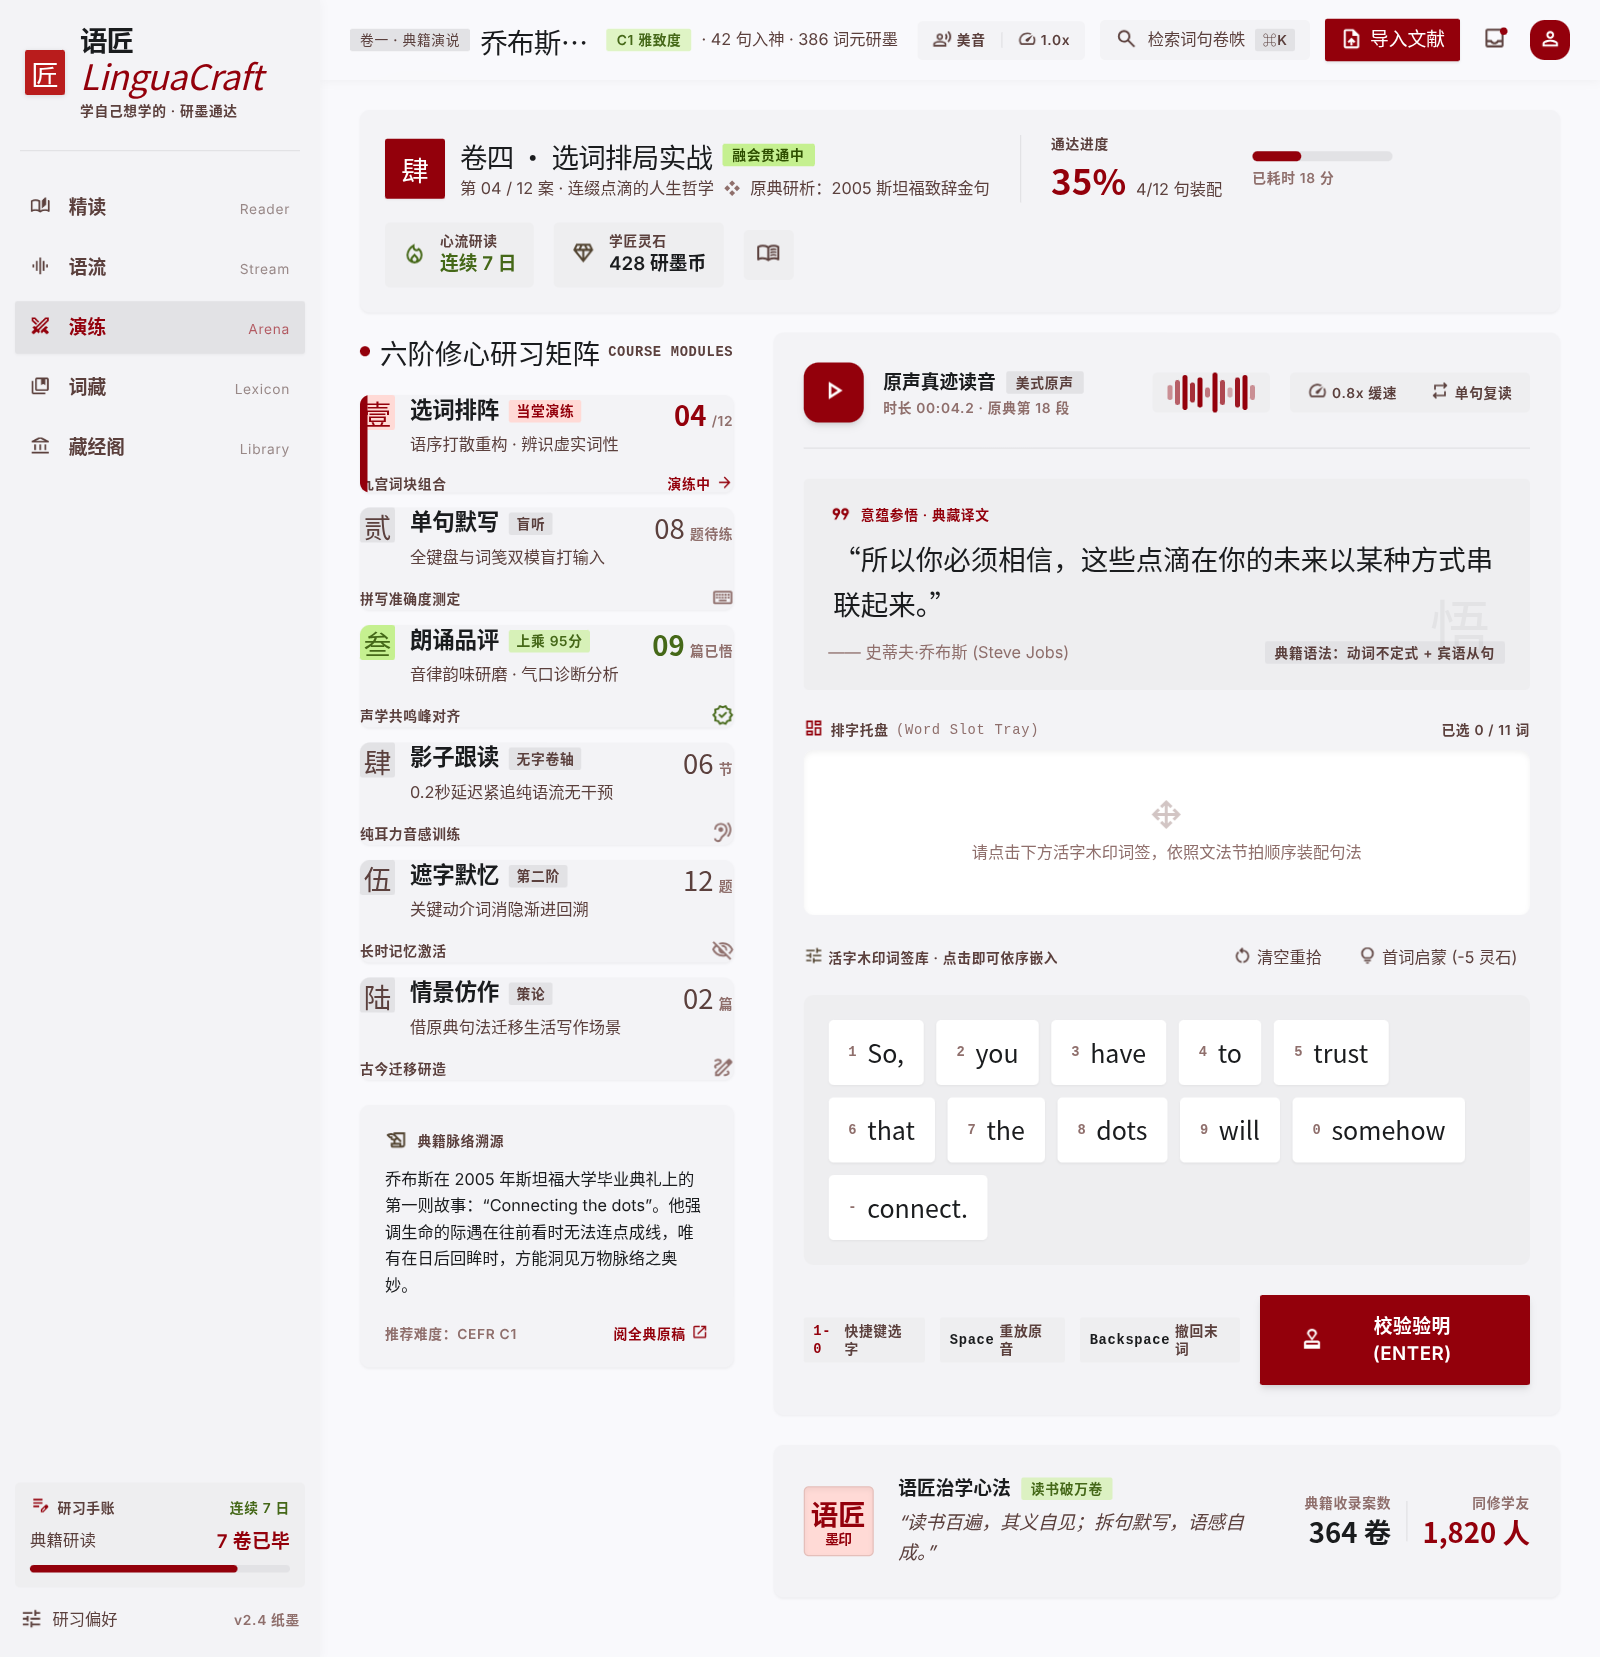 匠
语匠
LinguaCraft
学自己想学的 · 研墨通达
精读 Reader
语流 Stream
演练 Arena
词藏 Lexicon
藏经阁 Library
研习手账 连续 7 日
典籍研读 7 卷已毕
研习偏好 v2.4 纸墨
卷一 · 典籍演说 乔布斯··· C1 雅致度 · 42 句入神 · 386 词元研墨 美音 1.0x 检索词句卷帙 ⌘K 导入文献
肆
卷四 • 选词排局实战 融会贯通中
第 04 / 12 案 · 连缀点滴的人生哲学 ❖ 原典研析：2005 斯坦福致辞金句
通达进度
35% 4/12 句装配
已耗时 18 分
心流研读
连续 7 日
学匠灵石
428 研墨币
六阶修心研习矩阵 COURSE MODULES
壹 选词排阵 当堂演练 04 /12
语序打散重构 · 辨识虚实词性
九宫词块组合 演练中
贰 单句默写 盲听 08 题待练
全键盘与词笺双模盲打输入
拼写准确度测定
叁 朗诵品评 上乘 95分 09 篇已悟
音律韵味研磨 · 气口诊断分析
声学共鸣峰对齐
肆 影子跟读 无字卷轴 06 节
0.2秒延迟紧追纯语流无干预
纯耳力音感训练
伍 遮字默忆 第二阶 12 题
关键动介词消隐渐进回溯
长时记忆激活
陆 情景仿作 策论 02 篇
借原典句法迁移生活写作场景
古今迁移研造
典籍脉络溯源
乔布斯在 2005 年斯坦福大学毕业典礼上的
第一则故事：“Connecting the dots”。他强
调生命的际遇在往前看时无法连点成线，唯
有在日后回眸时，方能洞见万物脉络之奥
妙。
推荐难度：CEFR C1 阅全典原稿
原声真迹读音 美式原声
时长 00:04.2 · 原典第 18 段
0.8x 缓速 单句复读
意蕴参悟 · 典藏译文
“所以你必须相信，这些点滴在你的未来以某种方式串
联起来。”
悟
—— 史蒂夫·乔布斯 (Steve Jobs) 典籍语法：动词不定式 + 宾语从句
排字托盘 (Word Slot Tray) 已选 0 / 11 词
请点击下方活字木印词签，依照文法节拍顺序装配句法
活字木印词签库 · 点击即可依序嵌入 清空重拾 首词启蒙 (-5 灵石)
1 So, 2 you 3 have 4 to 5 trust
6 that 7 the 8 dots 9 will 0 somehow
- connect.
1-0 快捷键选字 Space 重放原音 Backspace 撤回末词
校验验明
(ENTER)
语匠
墨印
语匠治学心法 读书破万卷
“读书百遍，其义自见；拆句默写，语感自
成。”
典籍收录案数
364 卷
同修学友
1,820 人